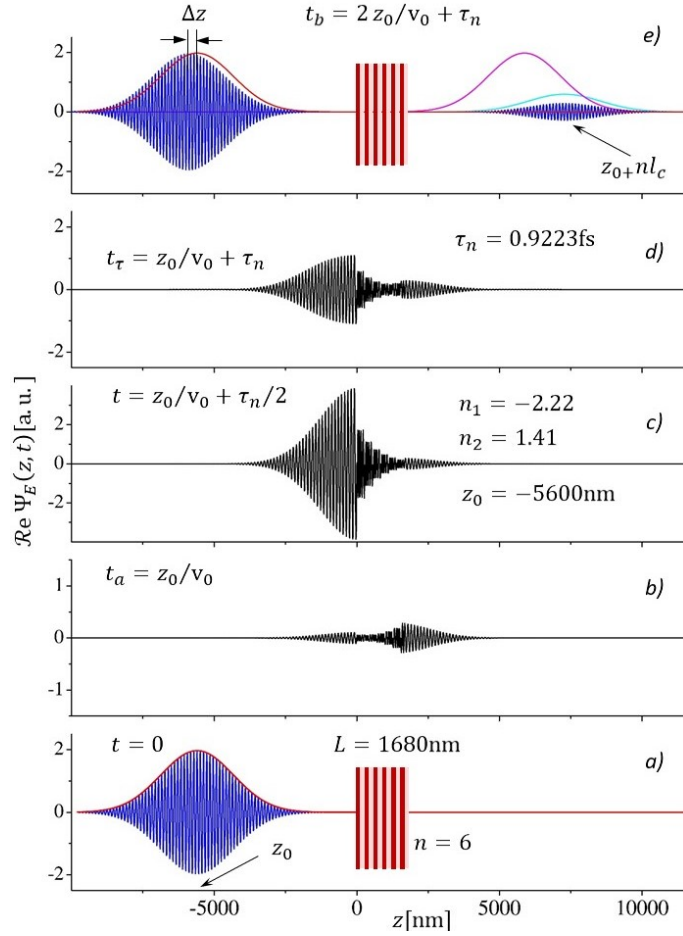 Δz
t_b = 2 z_0/v_0 + τ_n
e)
2
0
-2
z_{0+}nl_c
2
0
-2
t_τ = z_0/v_0 + τ_n
τ_n = 0.9223fs
d)
2
0
-2
t = z_0/v_0 + τ_n/2
n_1 = −2.22
n_2 = 1.41
z_0 = −5600nm
c)
1
0
-1
t_a = z_0/v_0
b)
2
0
-2
t = 0
L = 1680nm
a)
z_0
n = 6
-5000
0
5000
10000
z[nm]
ℛe Ψ_E(z, t)[a. u.]